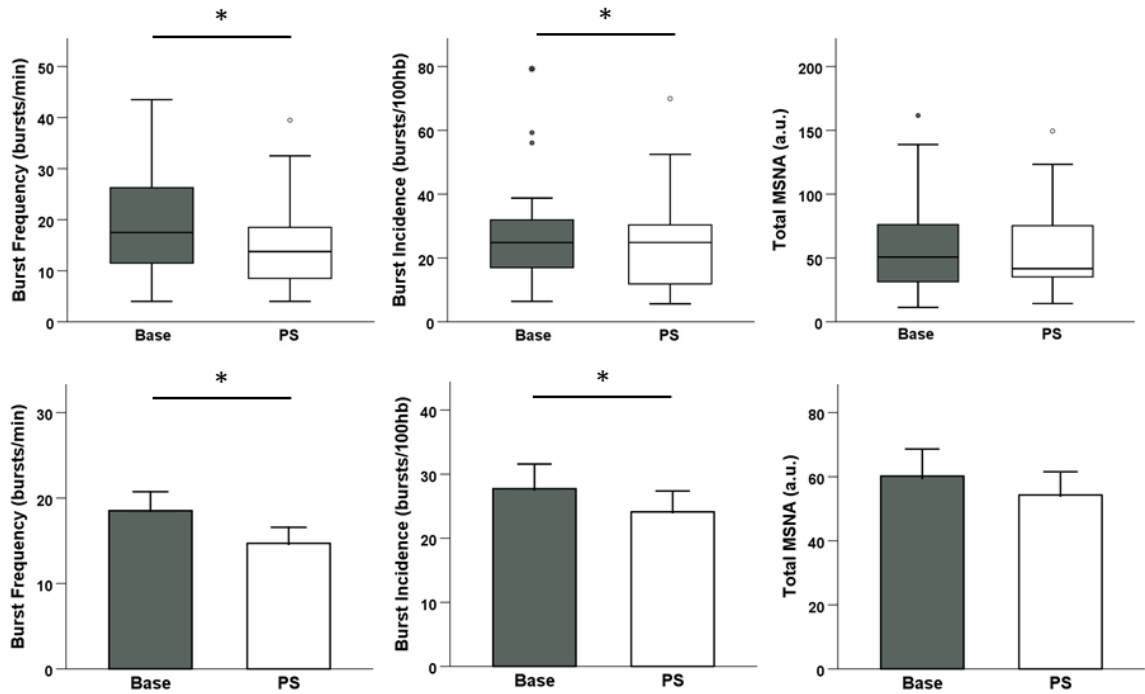 *
Burst Frequency (bursts/min)
50
40
30
20
10
0
Base
PS
*
Burst Incidence (bursts/100hb)
80
60
40
20
0
Base
PS
Total MSNA (a.u.)
200
150
100
50
0
Base
PS
*
Burst Frequency (bursts/min)
30
20
10
0
Base
PS
*
Burst Incidence (bursts/100hb)
40
30
20
10
0
Base
PS
Total MSNA (a.u.)
80
60
40
20
0
Base
PS